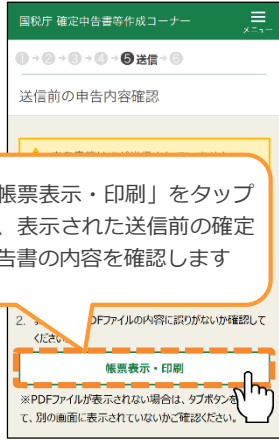 国税庁 確定申告書等作成コーナー
メニュー
1→2→3→4→5送信→6
送信前の申告内容確認
帳票表示・印刷」をタップ
、表示された送信前の確定
告書の内容を確認します
2. PDFファイルの内容に誤りがないか確認して
ください
帳票表示・印刷
※PDFファイルが表示されない場合は、タブボタンを
て、別の画面に表示されていないかご確認ください。